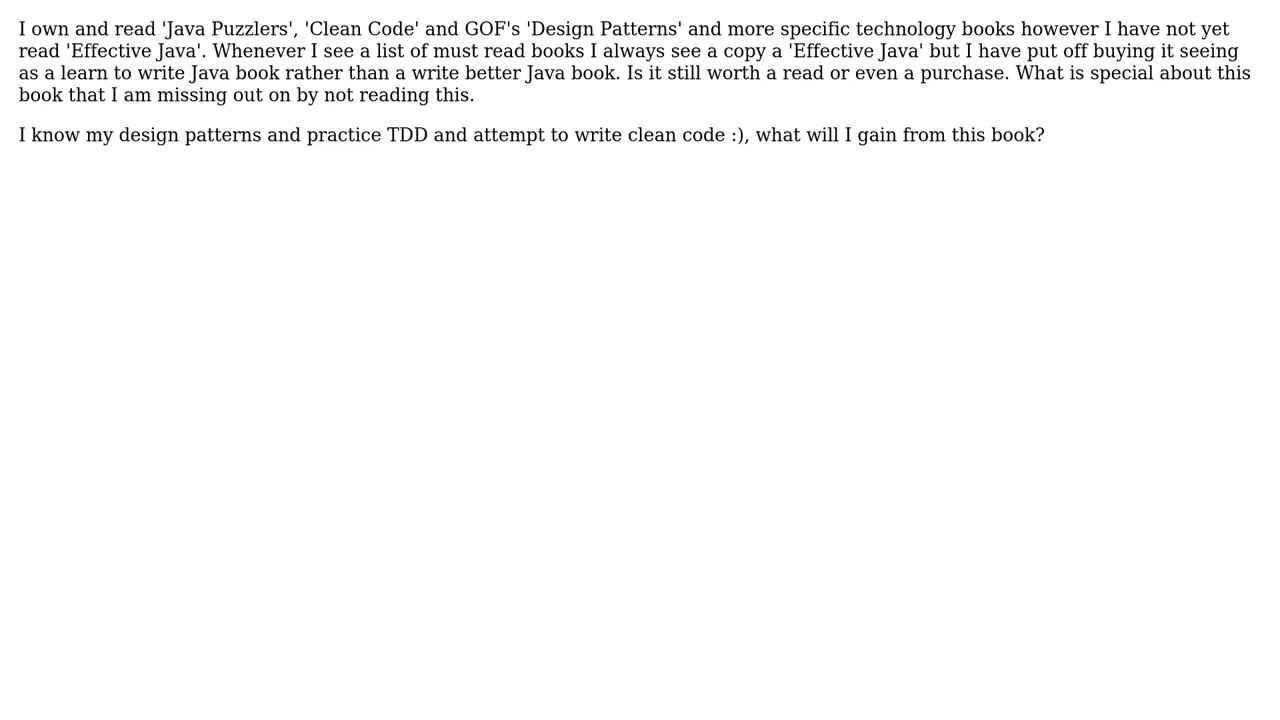 I own and read 'Java Puzzlers', 'Clean Code' and GOF's 'Design Patterns' and more specific technology books however I have not yet
read 'Effective Java'. Whenever I see a list of must read books I always see a copy a 'Effective Java' but I have put off buying it seeing
as a learn to write Java book rather than a write better Java book. Is it still worth a read or even a purchase. What is special about this
book that I am missing out on by not reading this.
I know my design patterns and practice TDD and attempt to write clean code :), what will I gain from this book?